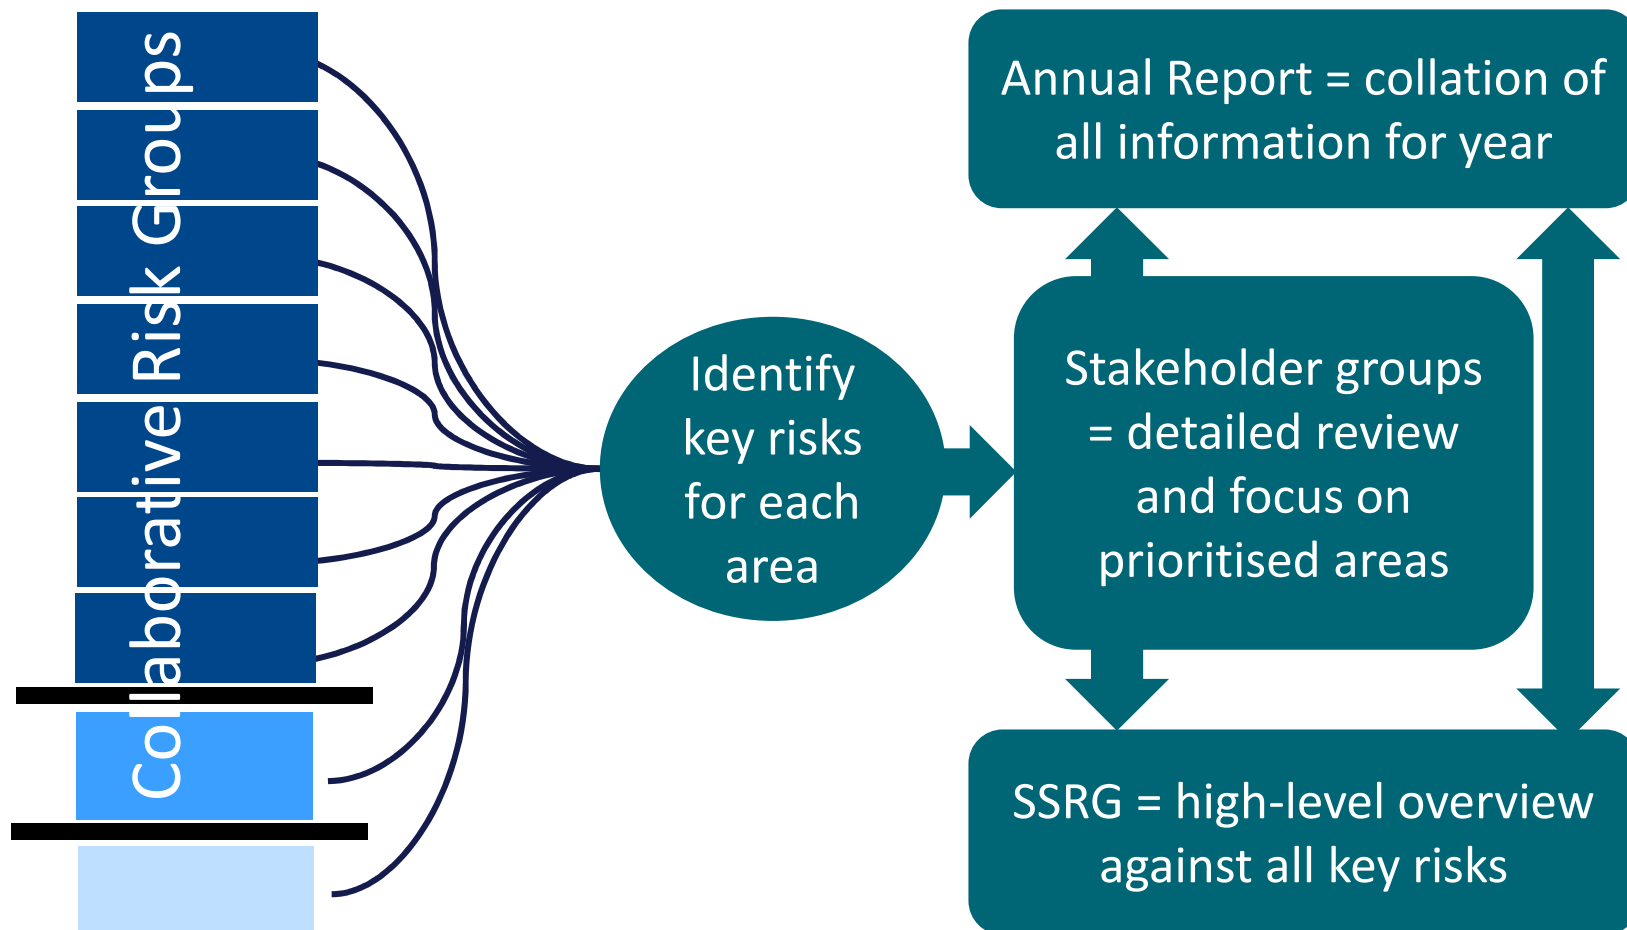 Collaborative Risk Groups
Identify
key risks
for each
area
Annual Report = collation of
all information for year
Stakeholder groups
= detailed review
and focus on
prioritised areas
SSRG = high-level overview
against all key risks